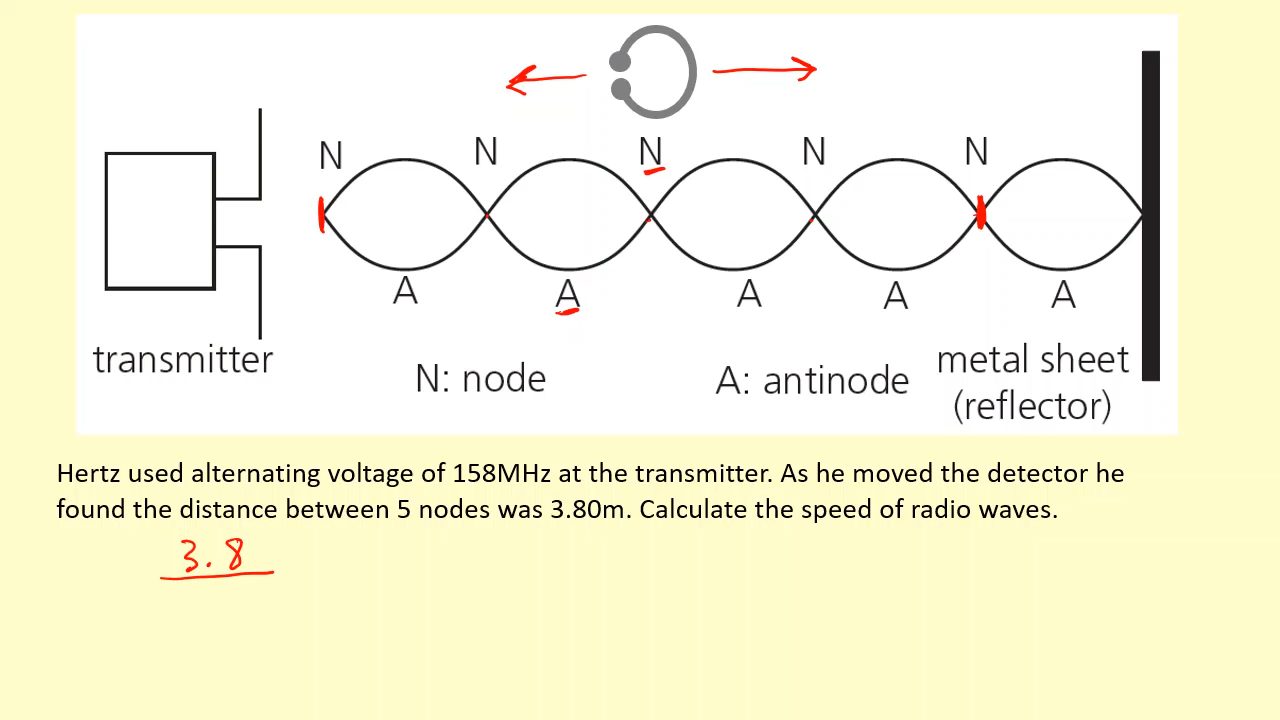 N N N N N
A A A A A
transmitter
N: node
A: antinode
metal sheet
(reflector)
Hertz used alternating voltage of 158MHz at the transmitter. As he moved the detector he
found the distance between 5 nodes was 3.80m. Calculate the speed of radio waves.
3.8